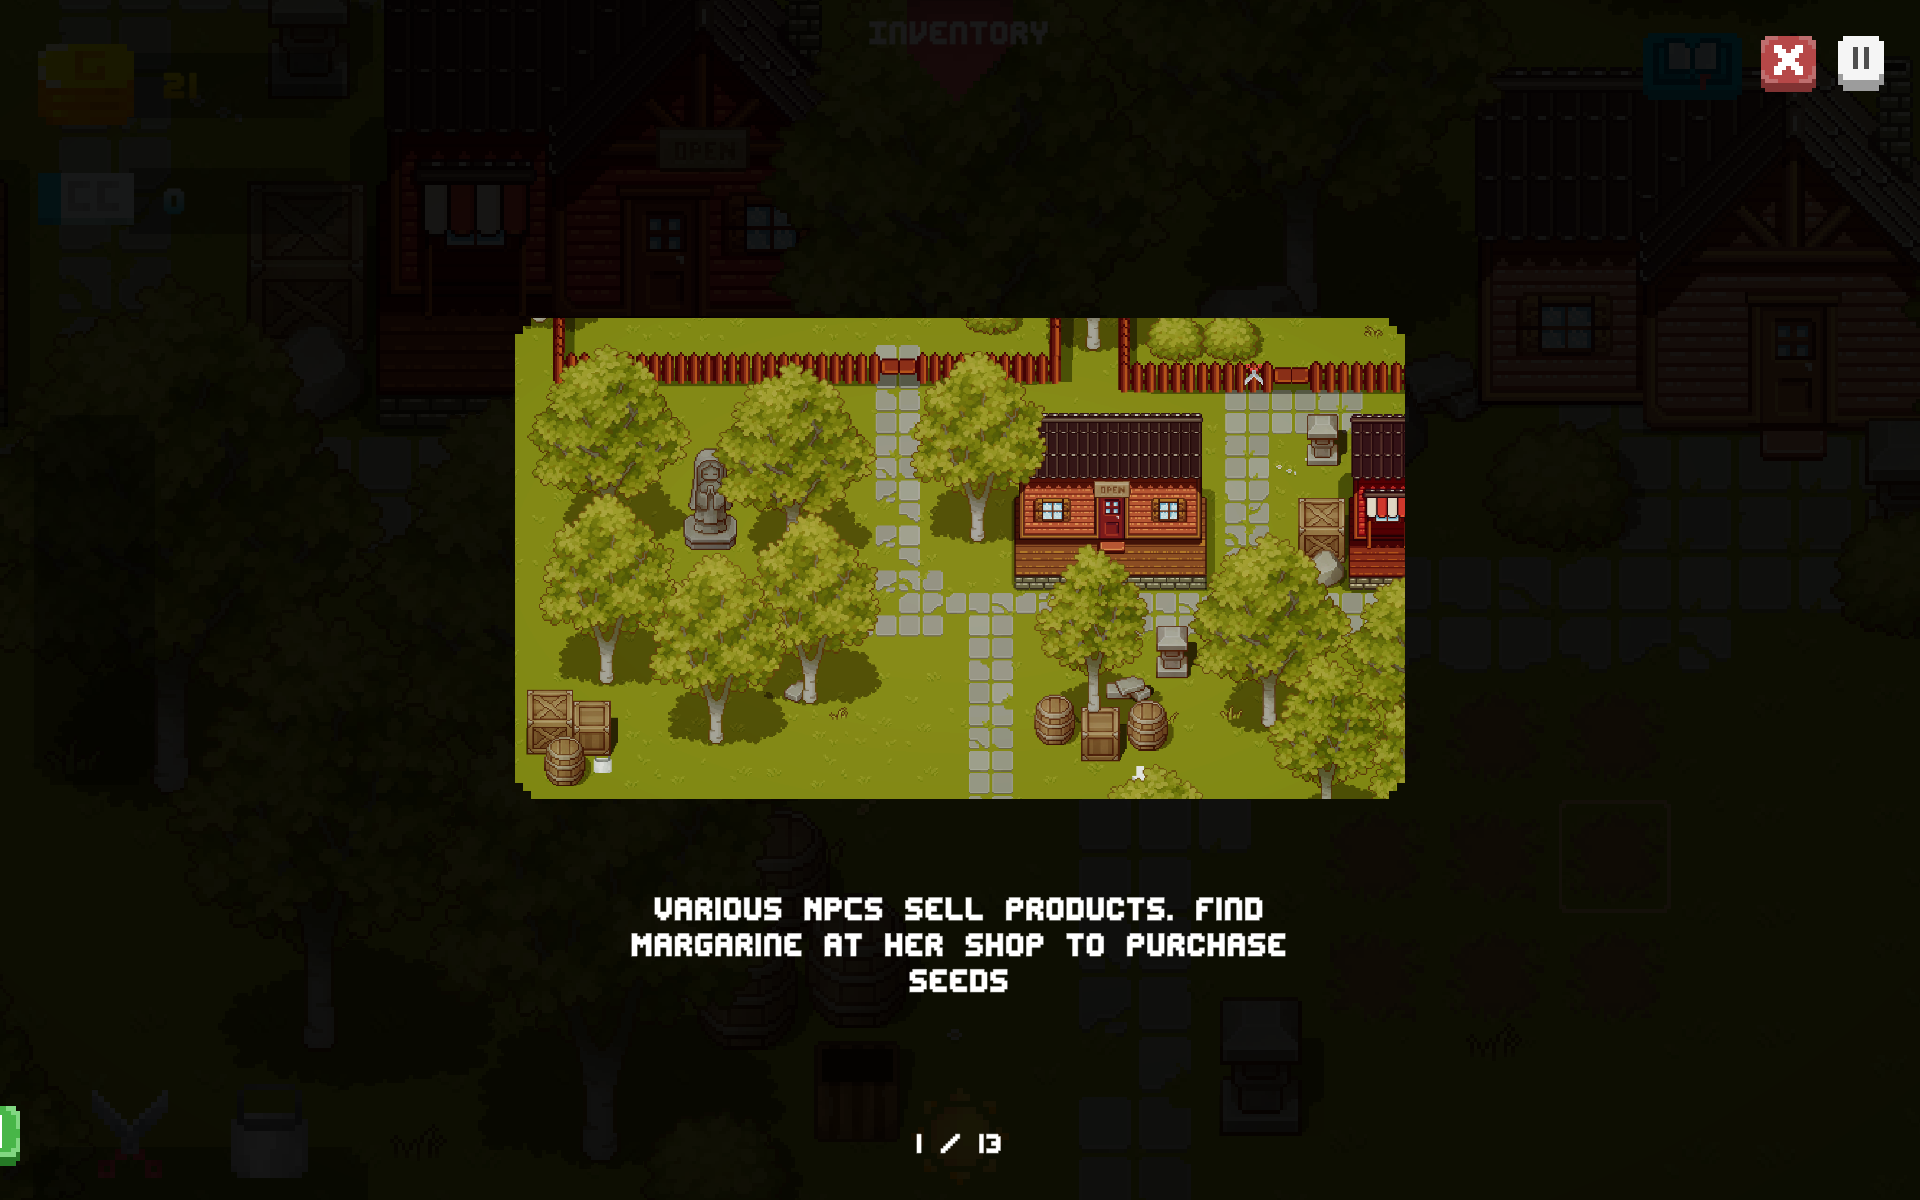 INVENTORY
G
21
OPEN
CC
0
OPEN
VARIOUS NPCS SELL PRODUCTS. FIND
MARGARINE AT HER SHOP TO PURCHASE
SEEDS
1 / 13